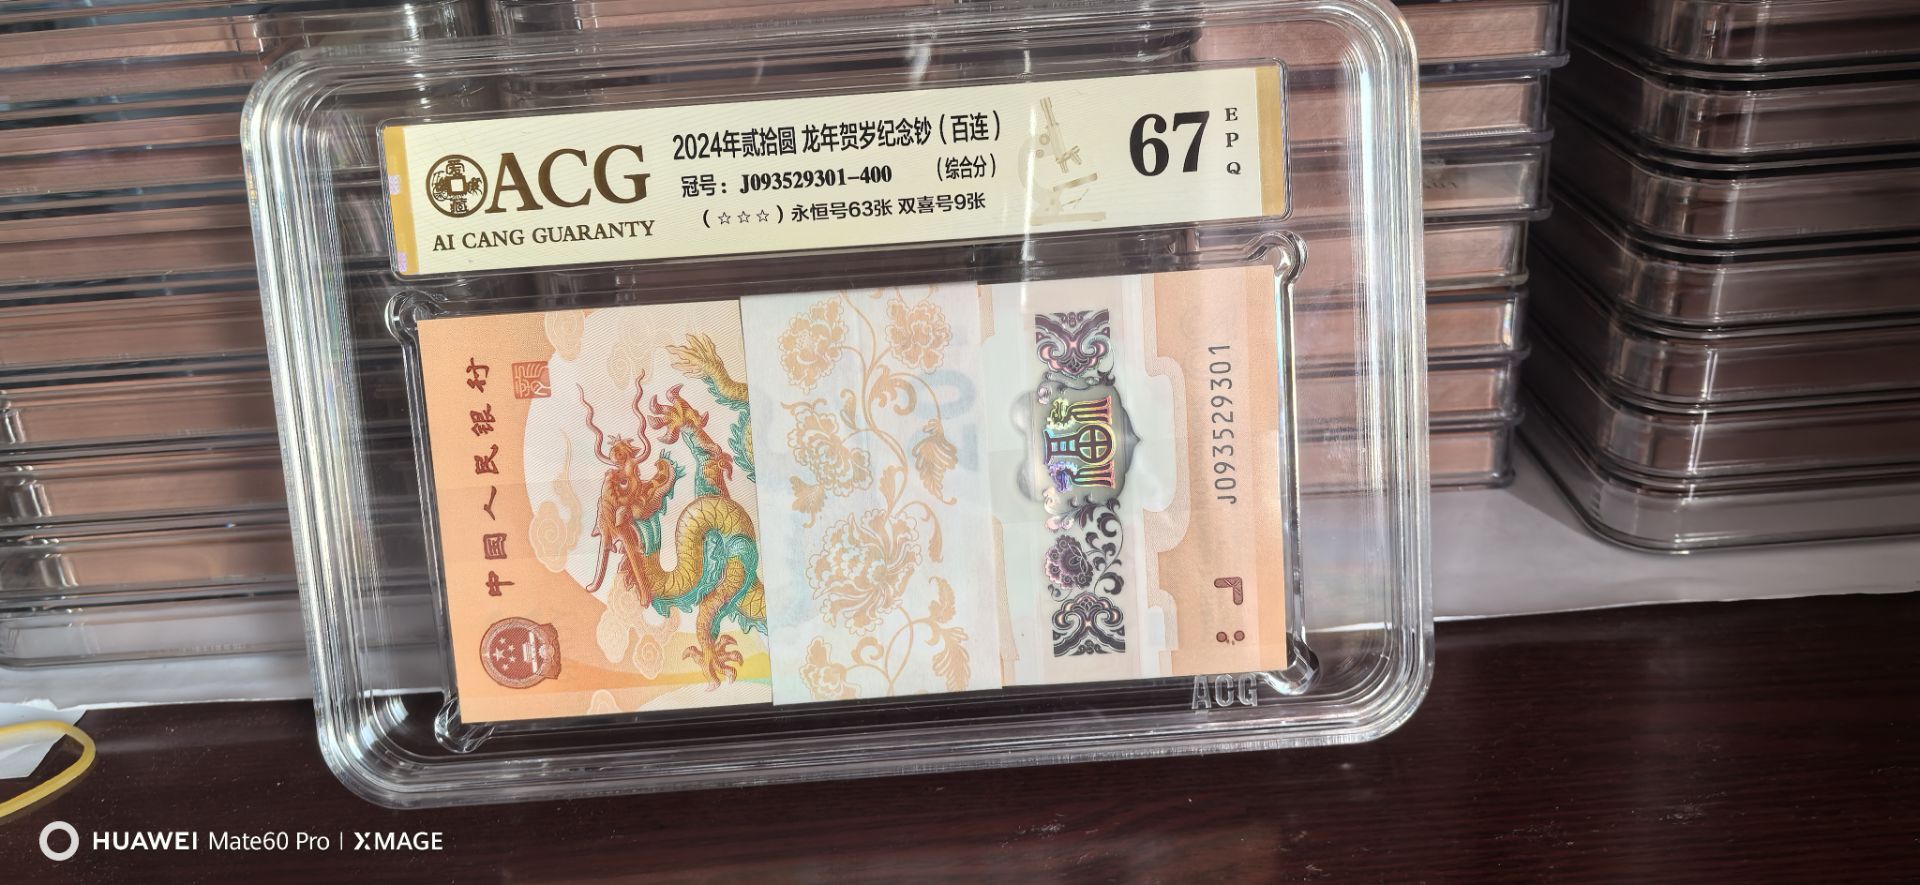 ACG
AI CANG GUARANTY
2024年贰拾圆 龙年贺岁纪念钞(百连)
冠号: J093529301-400 (综合分)
(☆☆☆) 永恒号63张 双喜号9张
67
EPQ
中国人民银行
J093529301
ACG
HUAWEI Mate60 Pro | XMAGE